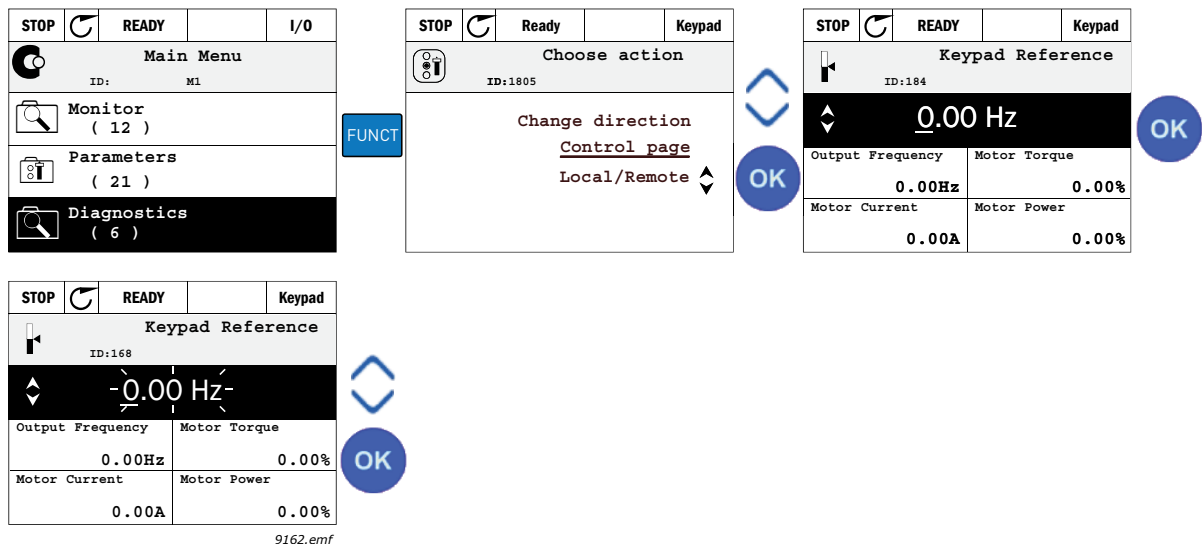 STOP READY I/O
Main Menu
ID: M1
Monitor
( 12 )
Parameters
( 21 )
Diagnostics
( 6 )
FUNCT
STOP Ready Keypad
Choose action
ID:1805
Change direction
Control page
Local/Remote
OK
STOP READY Keypad
Keypad Reference
ID:184
0.00 Hz
Output Frequency Motor Torque
0.00Hz 0.00%
Motor Current Motor Power
0.00A 0.00%
OK
STOP READY Keypad
Keypad Reference
ID:168
0.00 Hz
Output Frequency Motor Torque
0.00Hz 0.00%
Motor Current Motor Power
0.00A 0.00%
OK
9162.emf